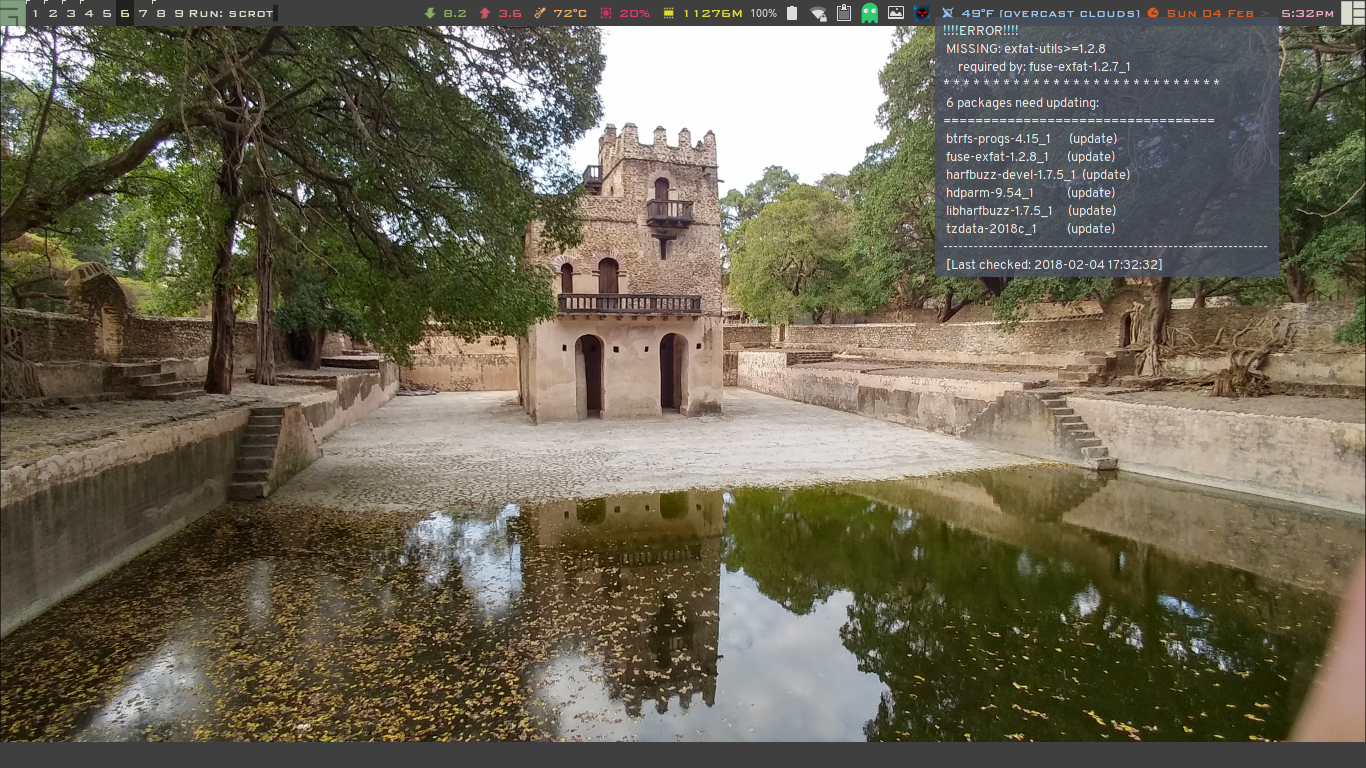 1 2 3 4 5 6 7 8 9 Run: scrot 8.2 3.6 72°C 20% 11276M 100% 49°F (overcast clouds) Sun 04 Feb > 5:32pm
!!!!ERROR!!!!
MISSING: exfat-utils>=1.2.8
required by: fuse-exfat-1.2.7_1
* * * * * * * * * * * * * * * * * * * * * * * * * *
6 packages need updating:
==================================
btrfs-progs-4.15_1 (update)
fuse-exfat-1.2.8_1 (update)
harfbuzz-devel-1.7.5_1 (update)
hdparm-9.54_1 (update)
libharfbuzz-1.7.5_1 (update)
tzdata-2018c_1 (update)
--------------------------------------------------------------------
[Last checked: 2018-02-04 17:32:32]